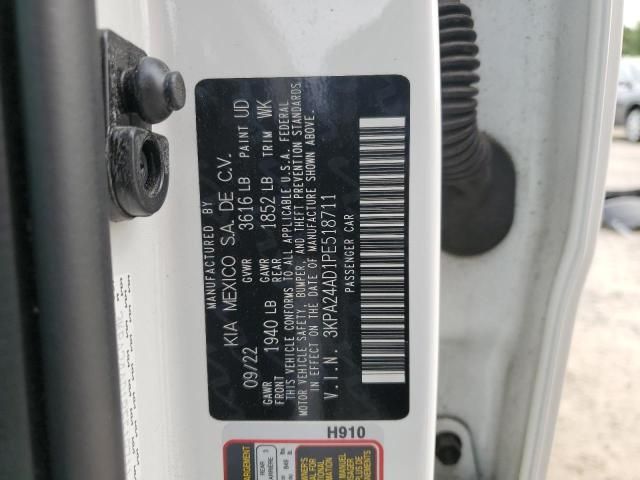 MANUFACTURED BY
KIA MEXICO S.A. DE C.V.
09/22 GVWR 3616 LB PAINT UD
GAWR FRONT 1940 LB GAWR REAR 1852 LB TRIM WK
THIS VEHICLE CONFORMS TO ALL APPLICABLE U.S.A. FEDERAL
MOTOR VEHICLE SAFETY, BUMPER, AND THEFT PREVENTION STANDARDS
IN EFFECT ON THE DATE OF MANUFACTURE SHOWN ABOVE.
V.I.N. 3KPA24AD1PE518711
PASSENGER CAR
H910
REAR 3